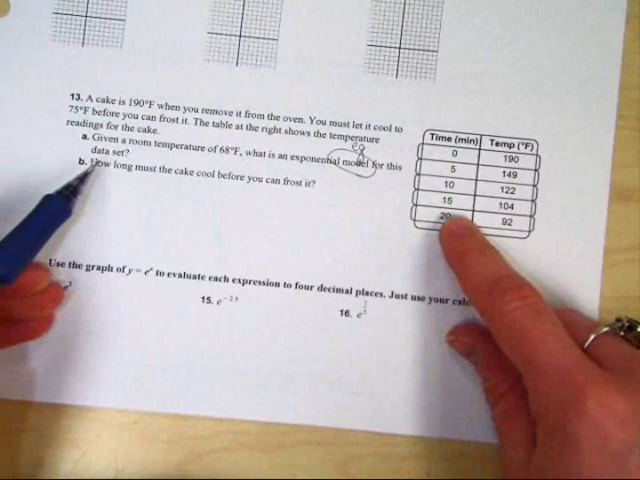 13. A cake is 190°F when you remove it from the oven. You must let it cool to
75°F before you can frost it. The table at the right shows the temperature
readings for the cake.
a. Given a room temperature of 68°F, what is an exponential model for this
data set?
b. How long must the cake cool before you can frost it?
Time (min) Temp (°F)
0 190
5 149
10 122
15 104
20 92
Use the graph of y = eˣ to evaluate each expression to four decimal places. Just use your calc
15. e
16. e